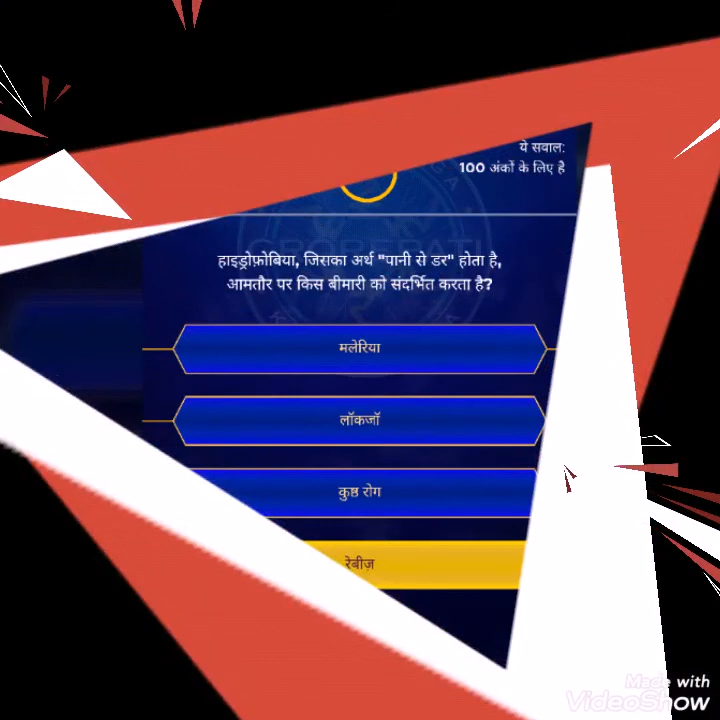 ये सवाल:
100 अंकों के लिए है
हाइड्रोफ़ोबिया, जिसका अर्थ "पानी से डर" होता है,
आमतौर पर किस बीमारी को संदर्भित करता है?
मलेरिया
लॉकजॉ
कुष्ठ रोग
रेबीज़
Made with
VideoShow